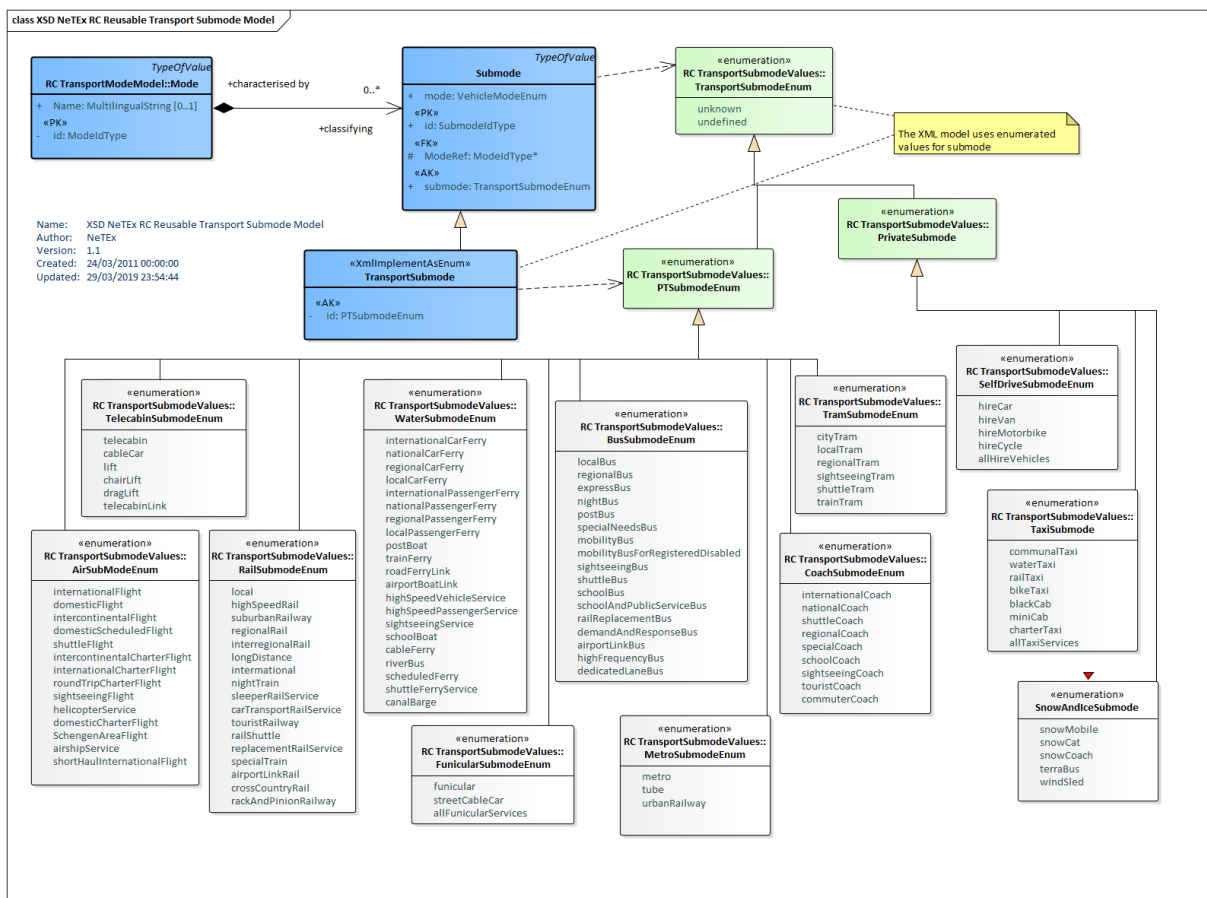 class XSD NeTEx RC Reusable Transport Submode Model
TypeOfValue
RC TransportModeModel::Mode
+ Name: MultilingualString [0..1]
«PK»
- id: ModeIdType
+characterised by
0..*
+classifying
TypeOfValue
Submode
+ mode: VehicleModeEnum
«PK»
+ id: SubmodeIdType
«FK»
# ModeRef: ModeIdType*
«AK»
+ submode: TransportSubmodeEnum
«enumeration»
RC TransportSubmodeValues::
TransportSubmodeEnum
unknown
undefined
The XML model uses enumerated
values for submode
Name: XSD NeTEx RC Reusable Transport Submode Model
Author: NeTEx
Version: 1.1
Created: 24/03/2011 00:00:00
Updated: 29/03/2019 23:54:44
«XmlImplementAsEnum»
TransportSubmode
«AK»
- id: PTSubmodeEnum
«enumeration»
RC TransportSubmodeValues::
PTSubmodeEnum
«enumeration»
RC TransportSubmodeValues::
PrivateSubmode
«enumeration»
RC TransportSubmodeValues::
TelecabinSubmodeEnum
telecabin
cableCar
lift
chairLift
dragLift
telecabinLink
«enumeration»
RC TransportSubmodeValues::
WaterSubmodeEnum
internationalCarFerry
nationalCarFerry
regionalCarFerry
localCarFerry
internationalPassengerFerry
nationalPassengerFerry
regionalPassengerFerry
localPassengerFerry
postBoat
trainFerry
roadFerryLink
airportBoatLink
highSpeedVehicleService
highSpeedPassengerService
sightseeingService
schoolBoat
cableFerry
riverBus
scheduledFerry
shuttleFerryService
canalBarge
«enumeration»
RC TransportSubmodeValues::
BusSubmodeEnum
localBus
regionalBus
expressBus
nightBus
postBus
specialNeedsBus
mobilityBus
mobilityBusForRegisteredDisabled
sightseeingBus
shuttleBus
schoolBus
schoolAndPublicServiceBus
railReplacementBus
demandAndResponseBus
airportLinkBus
highFrequencyBus
dedicatedLaneBus
«enumeration»
RC TransportSubmodeValues::
TramSubmodeEnum
cityTram
localTram
regionalTram
sightseeingTram
shuttleTram
trainTram
«enumeration»
RC TransportSubmodeValues::
SelfDriveSubmodeEnum
hireCar
hireVan
hireMotorbike
hireCycle
allHireVehicles
«enumeration»
RC TransportSubmodeValues::
AirSubModeEnum
internationalFlight
domesticFlight
intercontinentalFlight
domesticScheduledFlight
shuttleFlight
intercontinentalCharterFlight
internationalCharterFlight
roundTripCharterFlight
sightseeingFlight
helicopterService
domesticCharterFlight
SchengenAreaFlight
airshipService
shortHaulInternationalFlight
«enumeration»
RC TransportSubmodeValues::
RailSubmodeEnum
local
highSpeedRail
suburbanRailway
regionalRail
interregionalRail
longDistance
international
nightTrain
sleeperRailService
carTransportRailService
touristRailway
railShuttle
replacementRailService
specialTrain
airportLinkRail
crossCountryRail
rackAndPinionRailway
«enumeration»
RC TransportSubmodeValues::
CoachSubmodeEnum
internationalCoach
nationalCoach
shuttleCoach
regionalCoach
specialCoach
schoolCoach
sightseeingCoach
touristCoach
commuterCoach
«enumeration»
RC TransportSubmodeValues::
TaxiSubmode
communalTaxi
waterTaxi
railTaxi
bikeTaxi
blackCab
miniCab
charterTaxi
allTaxiServices
«enumeration»
SnowAndIceSubmode
snowMobile
snowCat
snowCoach
terraBus
windSled
«enumeration»
RC TransportSubmodeValues::
FunicularSubmodeEnum
funicular
streetCableCar
allFunicularServices
«enumeration»
RC TransportSubmodeValues::
MetroSubmodeEnum
metro
tube
urbanRailway